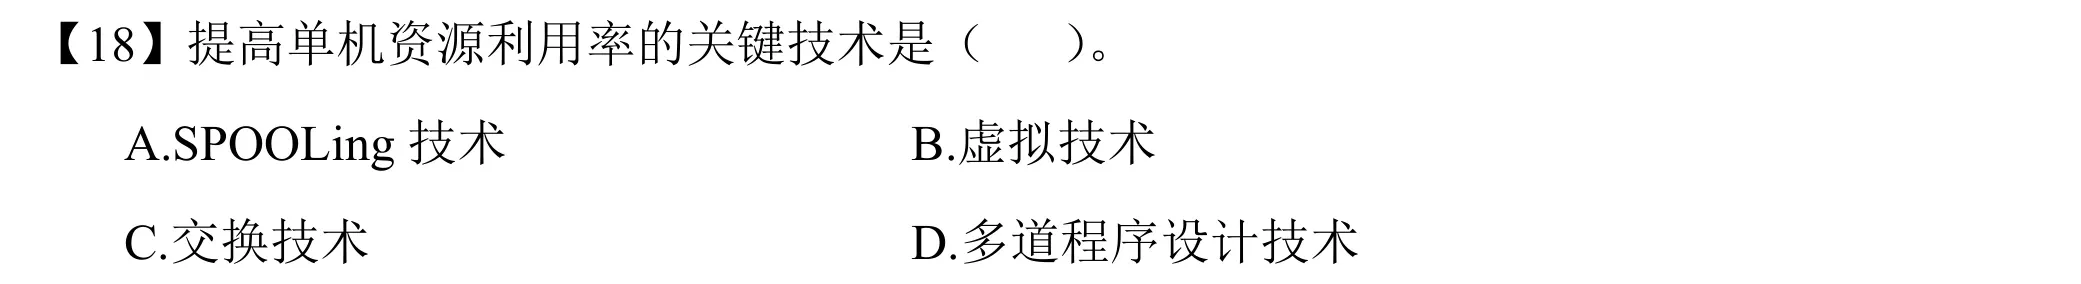 【18】提高单机资源利用率的关键技术是（ ）。
A.SPOOLing 技术 B.虚拟技术
C.交换技术 D.多道程序设计技术